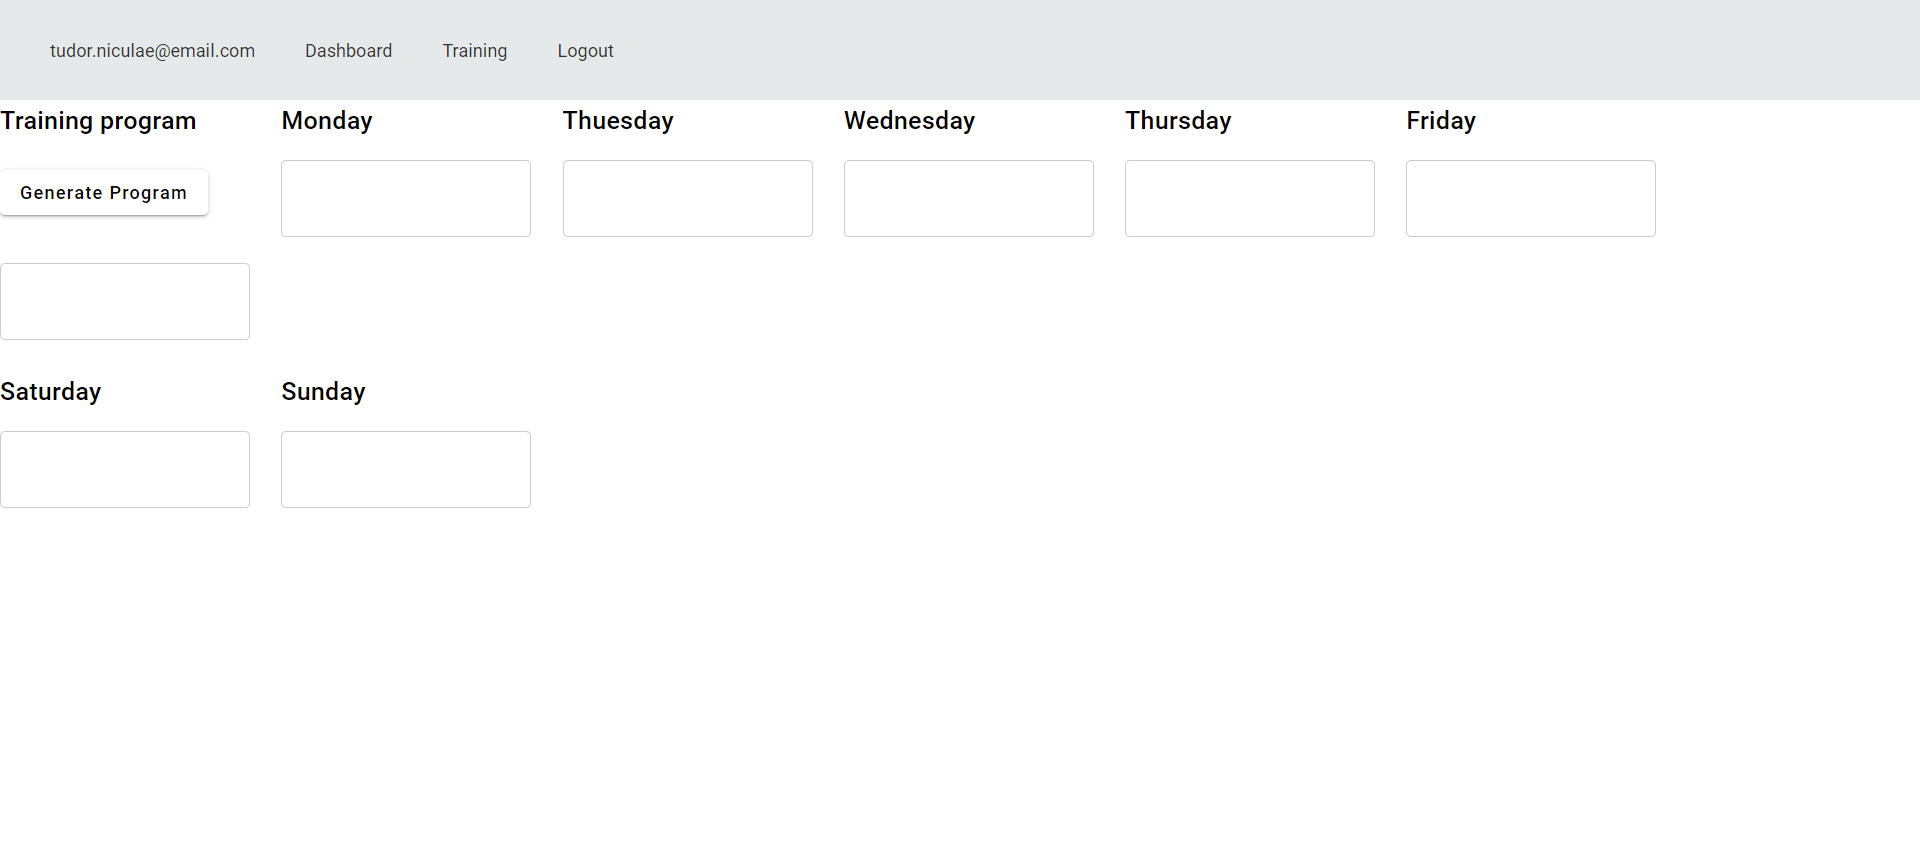 tudor.niculae@email.com Dashboard Training Logout
Training program Monday Thuesday Wednesday Thursday Friday
Generate Program
Saturday Sunday